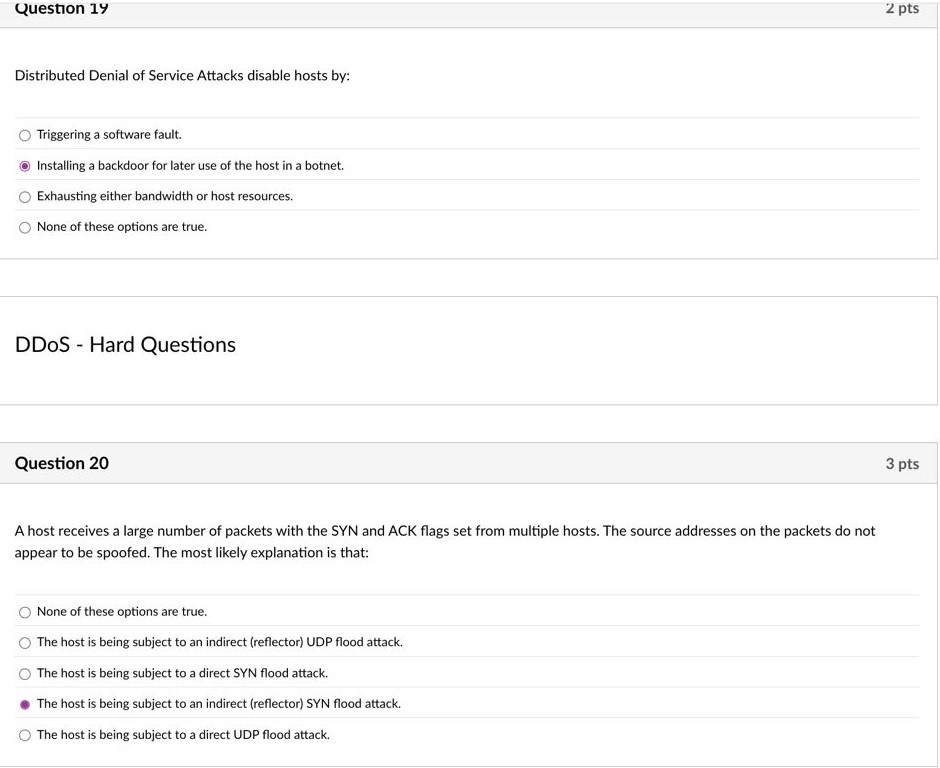 Question 19
2 pts
Distributed Denial of Service Attacks disable hosts by:
Triggering a software fault.
Installing a backdoor for later use of the host in a botnet.
Exhausting either bandwidth or host resources.
None of these options are true.
DDoS - Hard Questions
Question 20
3 pts
A host receives a large number of packets with the SYN and ACK flags set from multiple hosts. The source addresses on the packets do not
appear to be spoofed. The most likely explanation is that:
None of these options are true.
The host is being subject to an indirect (reflector) UDP flood attack.
The host is being subject to a direct SYN flood attack.
The host is being subject to an indirect (reflector) SYN flood attack.
The host is being subject to a direct UDP flood attack.